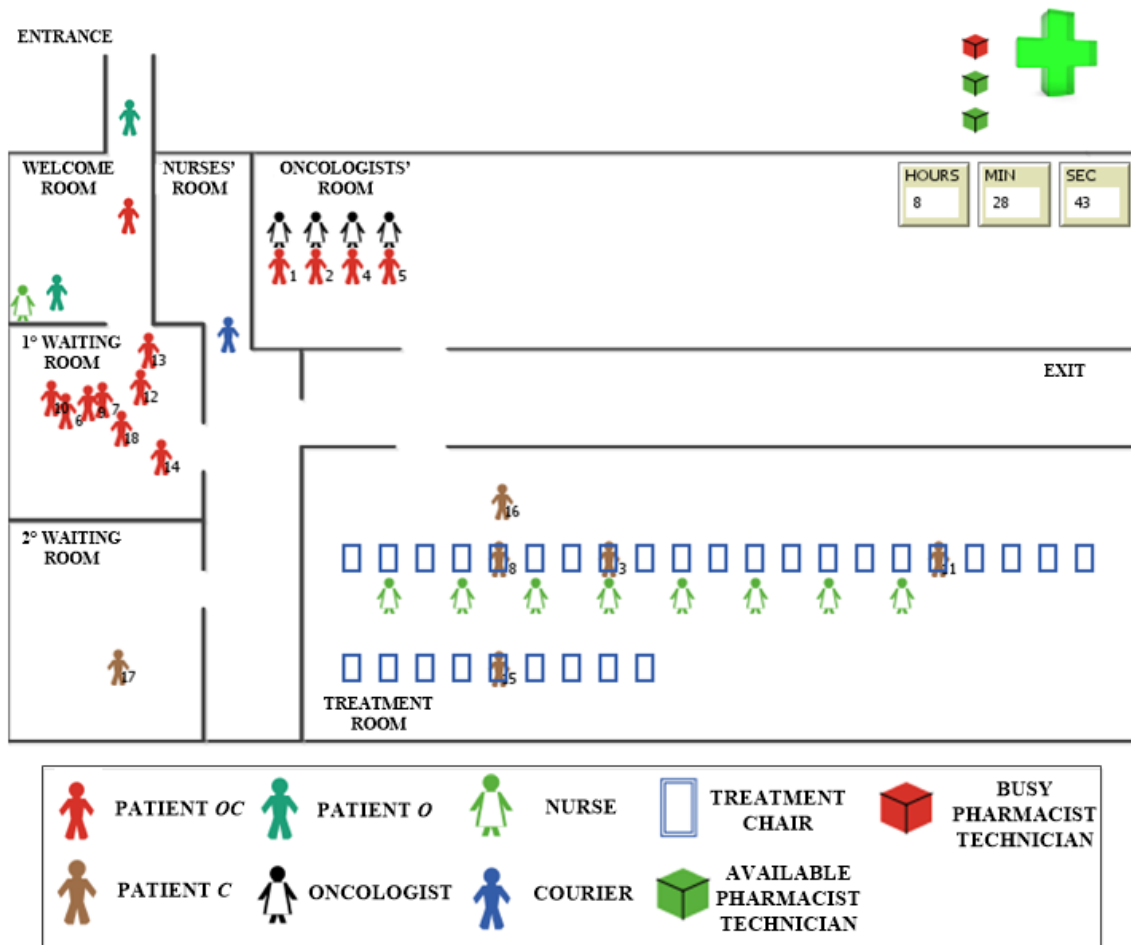 ENTRANCE
WELCOME
ROOM
NURSES'
ROOM
ONCOLOGISTS'
ROOM
HOURS
8
MIN
28
SEC
43
1
2
4
5
1° WAITING
ROOM
13
12
10
6
9
7
18
14
EXIT
2° WAITING
ROOM
17
16
8
3
11
15
TREATMENT
ROOM
PATIENT OC
PATIENT O
NURSE
TREATMENT
CHAIR
BUSY
PHARMACIST
TECHNICIAN
PATIENT C
ONCOLOGIST
COURIER
AVAILABLE
PHARMACIST
TECHNICIAN